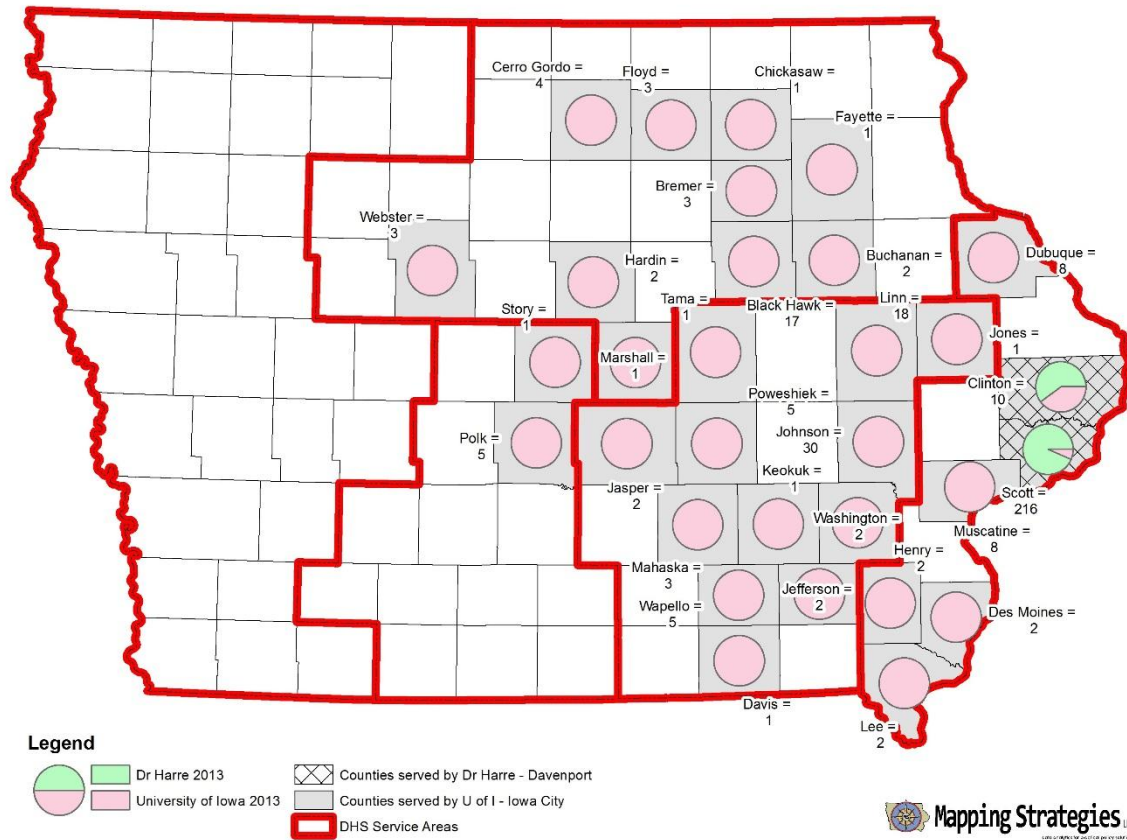 Cerro Gordo =
4
Floyd =
3
Chickasaw =
1
Fayette =
1
Bremer =
3
Webster =
3
Hardin =
2
Buchanan =
2
Dubuque =
8
Story =
1
Tama =
1
Black Hawk =
17
Linn =
18
Jones =
1
Marshall =
1
Clinton =
10
Poweshiek =
5
Polk =
5
Johnson =
30
Keokuk =
1
Jasper =
2
Scott =
216
Washington =
2
Muscatine =
8
Henry =
2
Mahaska =
3
Jefferson =
2
Wapello =
5
Des Moines =
2
Davis =
1
Lee =
2
Legend
Dr Harre 2013
University of Iowa 2013
Counties served by Dr Harre - Davenport
Counties served by U of I - Iowa City
DHS Service Areas
Mapping Strategies